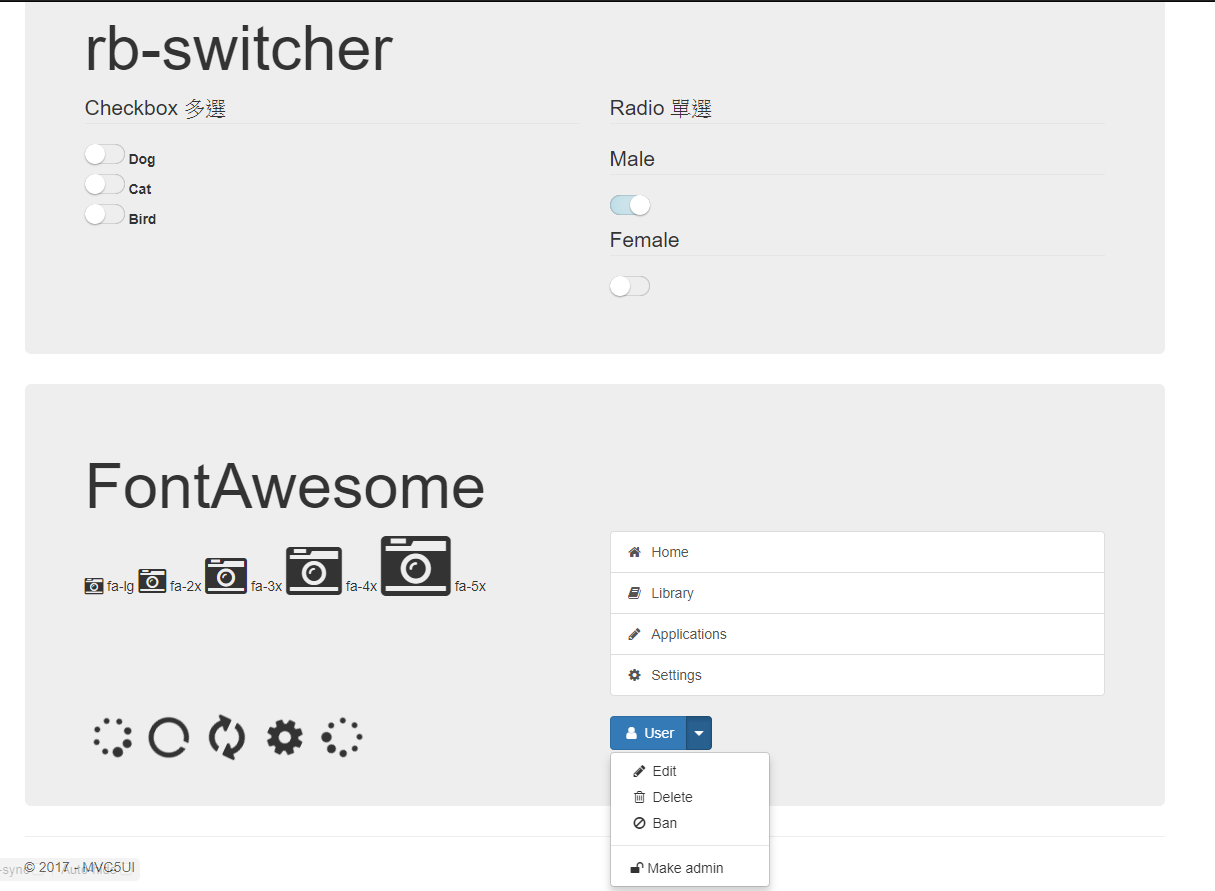 rb-switcher
Checkbox 多選
Dog
Cat
Bird
Radio 單選
Male
Female
FontAwesome
fa-lg fa-2x fa-3x fa-4x fa-5x
Home
Library
Applications
Settings
User
Edit
Delete
Ban
Make admin
© 2017 - MVC5UI